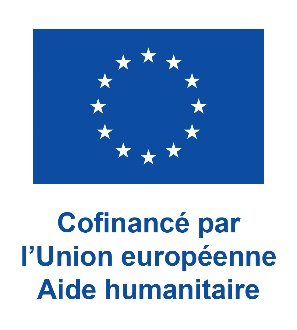 Cofinancé par
l’Union européenne
Aide humanitaire